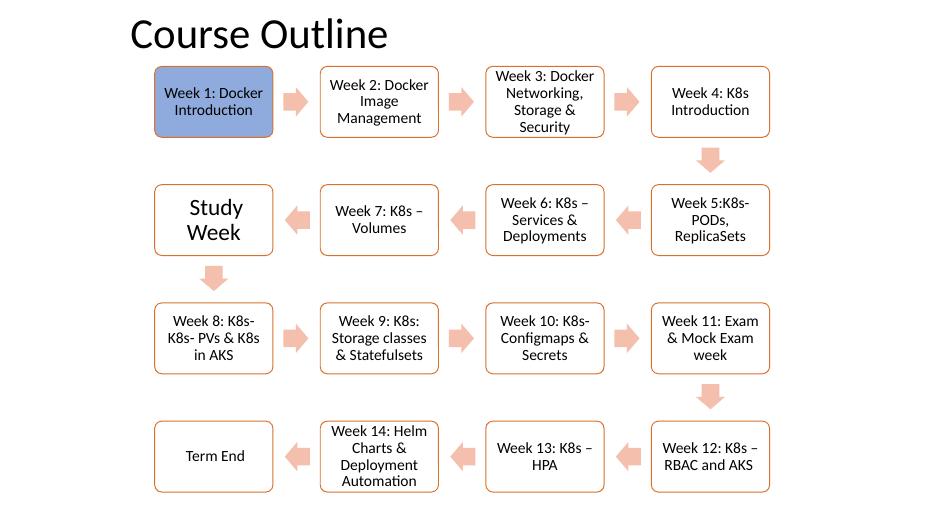 Course Outline
Week 1: Docker
Introduction
Week 2: Docker
Image
Management
Week 3: Docker
Networking,
Storage &
Security
Week 4: K8s
Introduction
Week 5:K8s-
PODs,
ReplicaSets
Week 6: K8s –
Services &
Deployments
Week 7: K8s –
Volumes
Study
Week
Week 8: K8s-
K8s- PVs & K8s
in AKS
Week 9: K8s:
Storage classes
& Statefulsets
Week 10: K8s-
Configmaps &
Secrets
Week 11: Exam
& Mock Exam
week
Week 12: K8s –
RBAC and AKS
Week 13: K8s –
HPA
Week 14: Helm
Charts &
Deployment
Automation
Term End